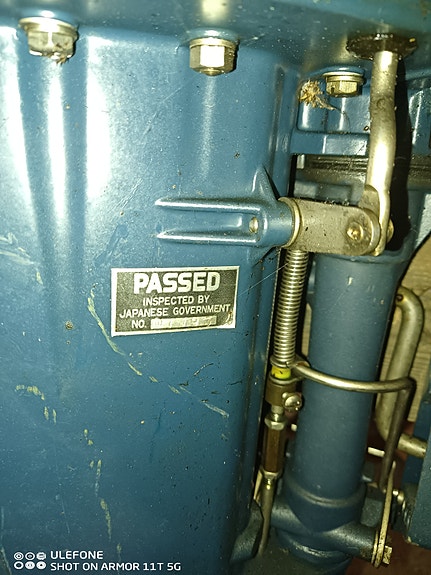 PASSED
INSPECTED BY
JAPANESE GOVERNMENT
NO.
ULEFONE
SHOT ON ARMOR 11T 5G